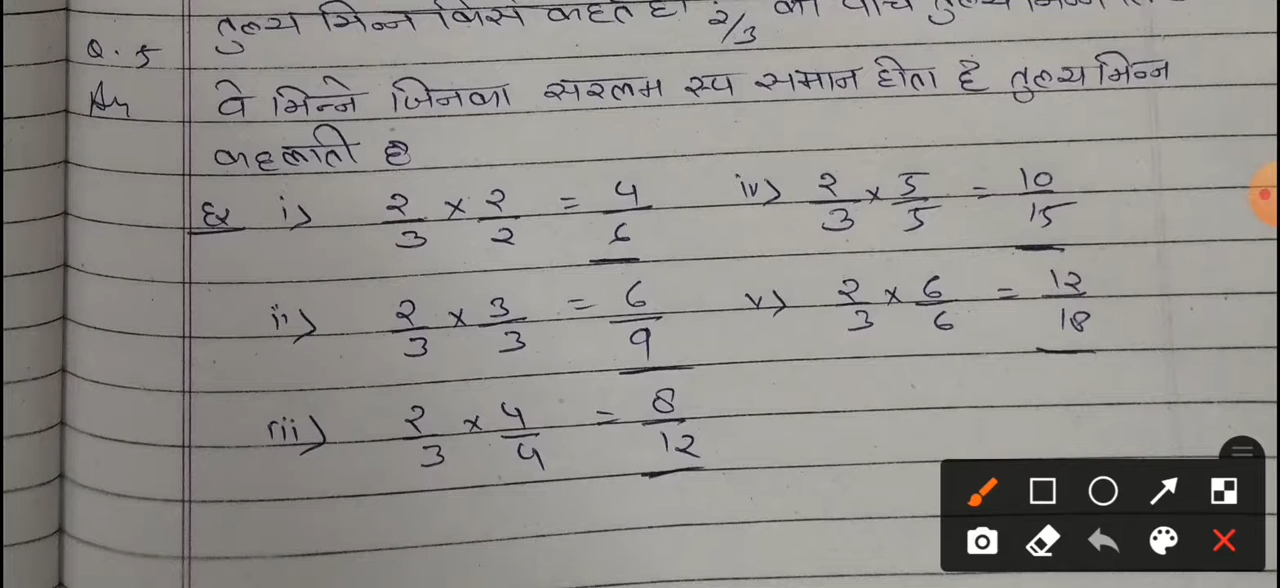 तुल्य भिन्न किसे कहते है। 2/3 की पांच तुल्य भिन्न
Q. 5
Ans वे भिन्ने जिनका सरलतम रूप समान होता है तुल्य भिन्न
कहलाती है
Ex i) 2/3 × 2/2 = 4/6 iv) 2/3 × 5/5 = 10/15
ii) 2/3 × 3/3 = 6/9 v) 2/3 × 6/6 = 12/18
iii) 2/3 × 4/4 = 8/12